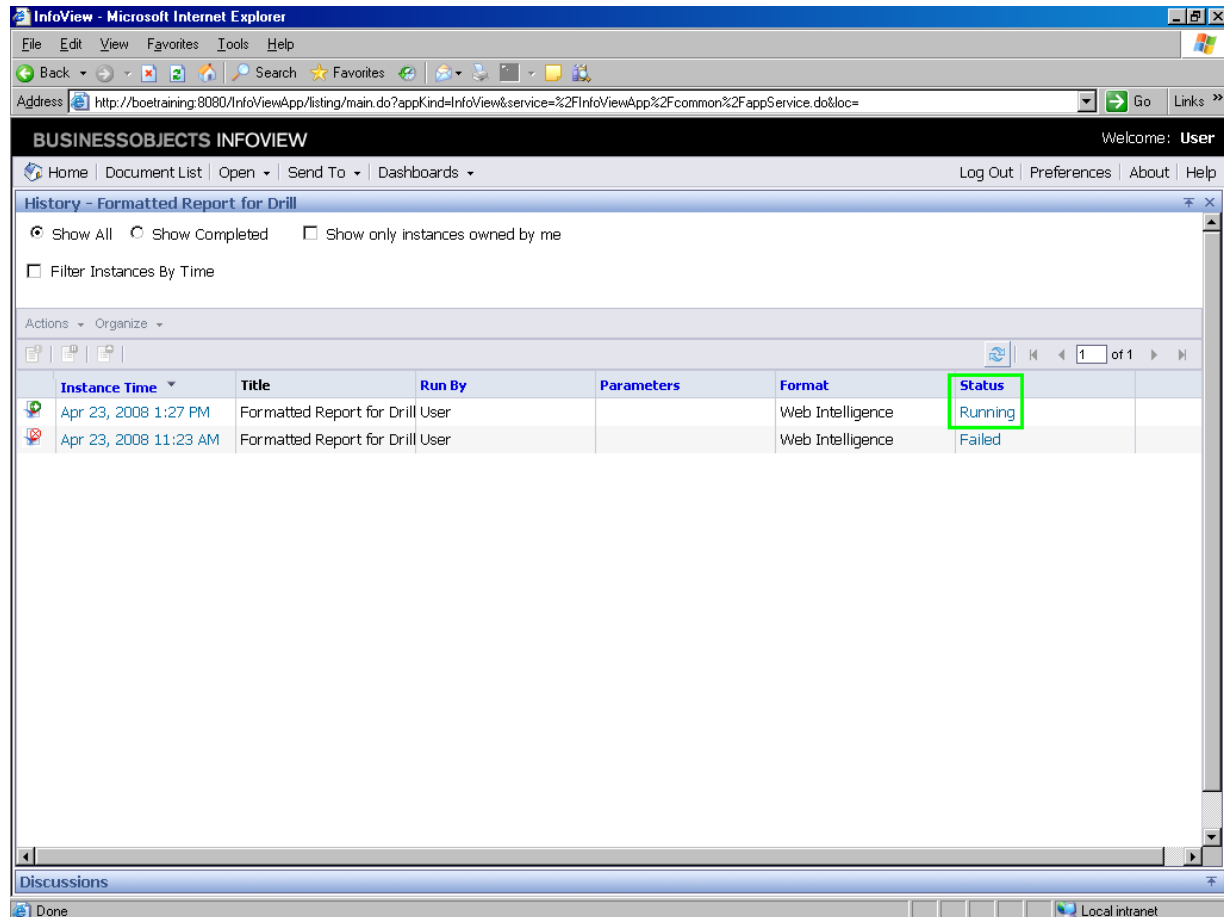 InfoView - Microsoft Internet Explorer
File Edit View Favorites Tools Help
Back Search Favorites
Address http://boetraining:8080/InfoViewApp/listing/main.do?appKind=InfoView&service=%2FInfoViewApp%2Fcommon%2FappService.do&loc= Go Links »
BUSINESSOBJECTS INFOVIEW Welcome: User
Home | Document List | Open | Send To | Dashboards Log Out | Preferences | About | Help
History - Formatted Report for Drill
Show All Show Completed Show only instances owned by me
Filter Instances By Time
Actions Organize
1 of 1
Instance Time Title Run By Parameters Format Status
Apr 23, 2008 1:27 PM Formatted Report for Drill User Web Intelligence Running
Apr 23, 2008 11:23 AM Formatted Report for Drill User Web Intelligence Failed
Discussions
Done Local intranet